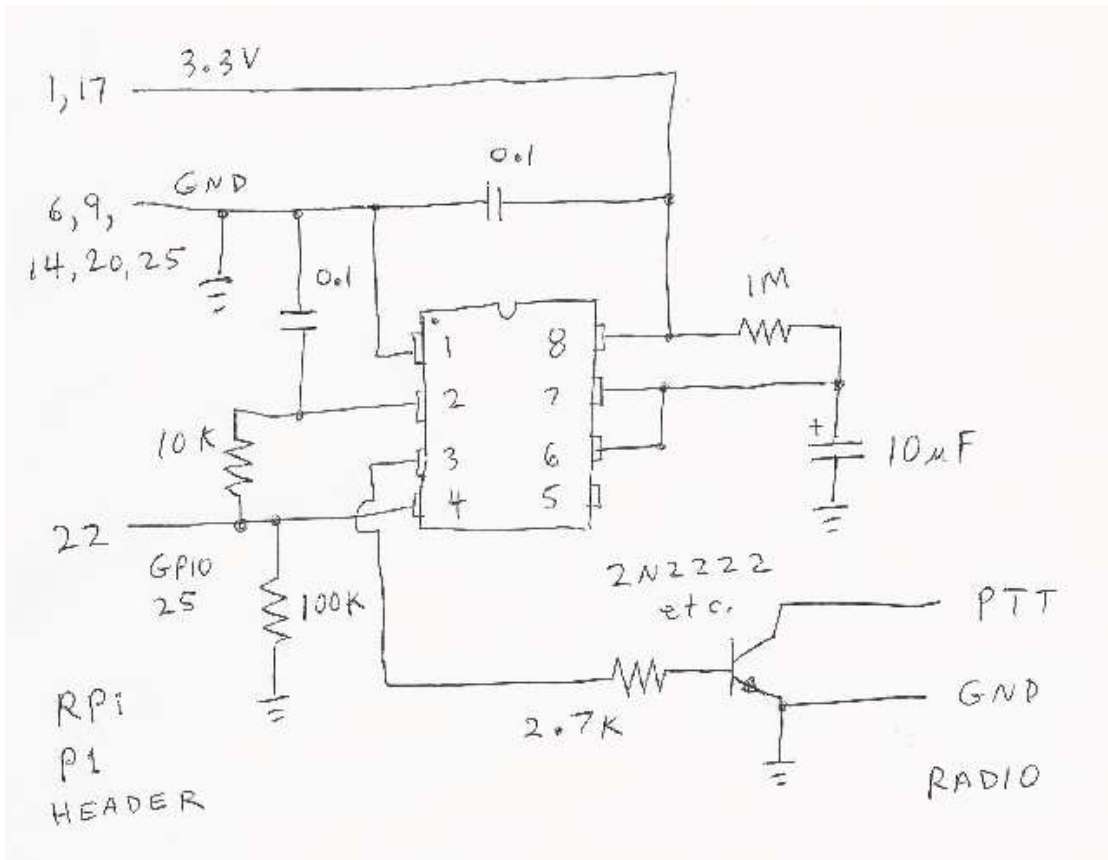 3.3V
1,17
0.1
GND
6,9,
14,20,25
0.1
1M
1
8
2
7
10K
3
6
+
10μF
4
5
22
GPIO
25
100K
2N2222
etc.
PTT
GND
2.7K
RPi
P1
HEADER
RADIO